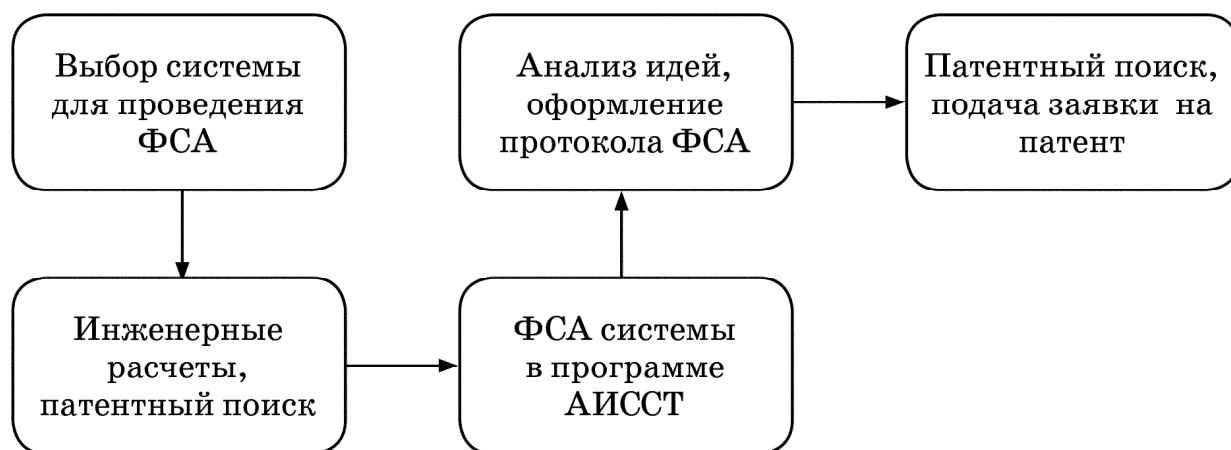 Выбор системы
для проведения
ФСА
Инженерные
расчеты,
патентный поиск
ФСА системы
в программе
АИССТ
Анализ идей,
оформление
протокола ФСА
Патентный поиск,
подача заявки на
патент